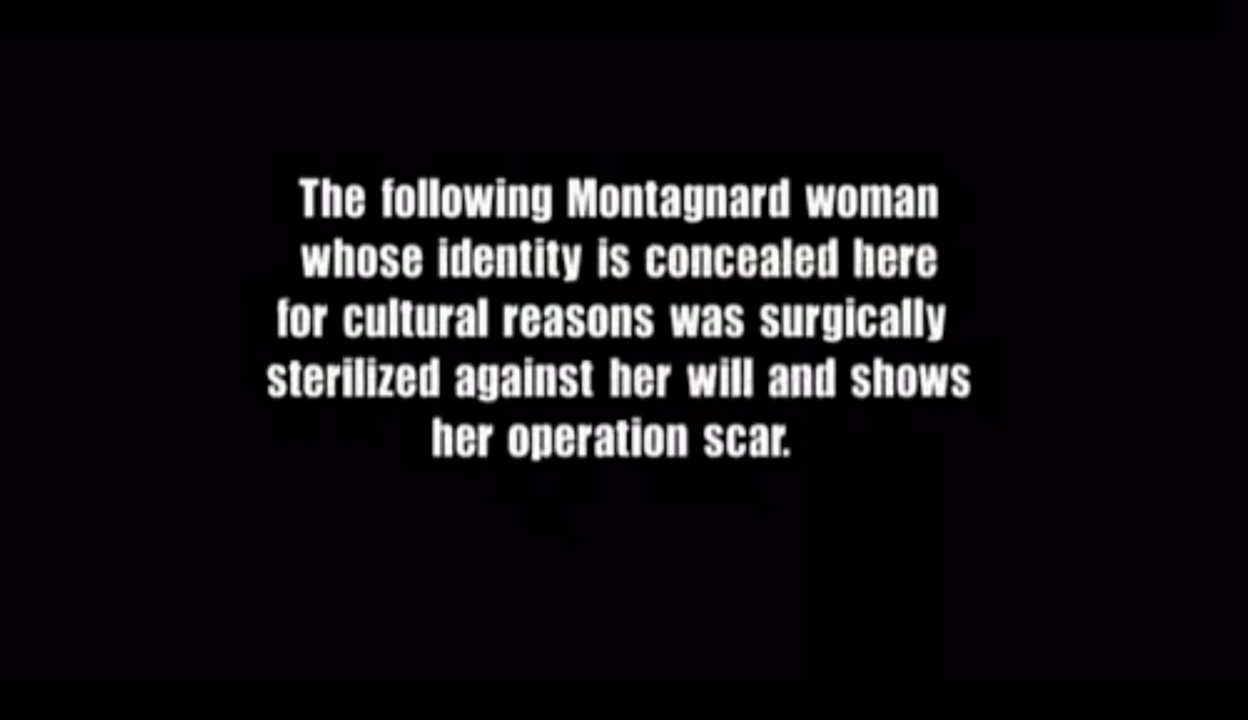 The following Montagnard woman
whose identity is concealed here
for cultural reasons was surgically
sterilized against her will and shows
her operation scar.